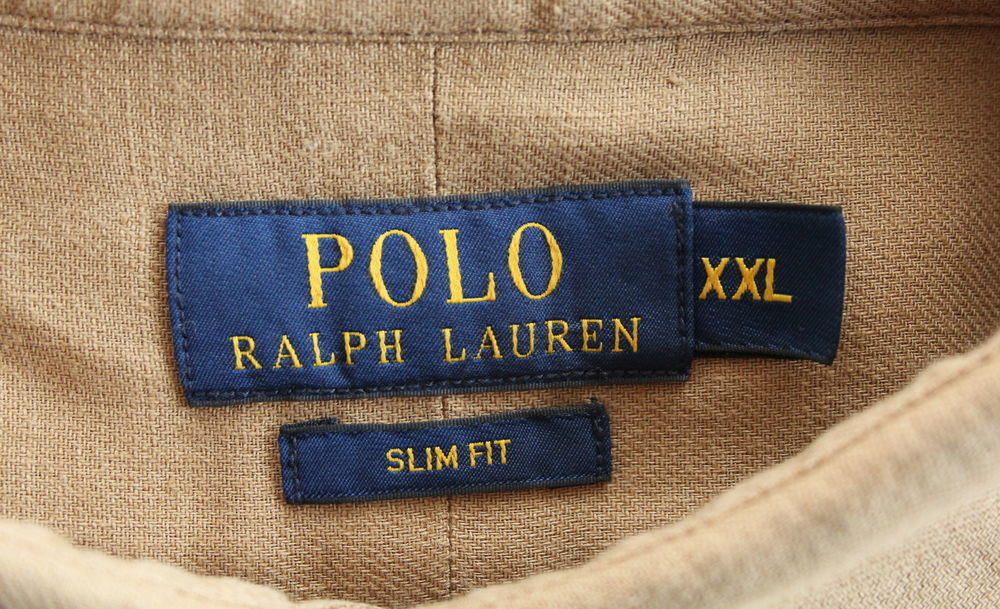 POLO
RALPH LAUREN
XXL
SLIM FIT